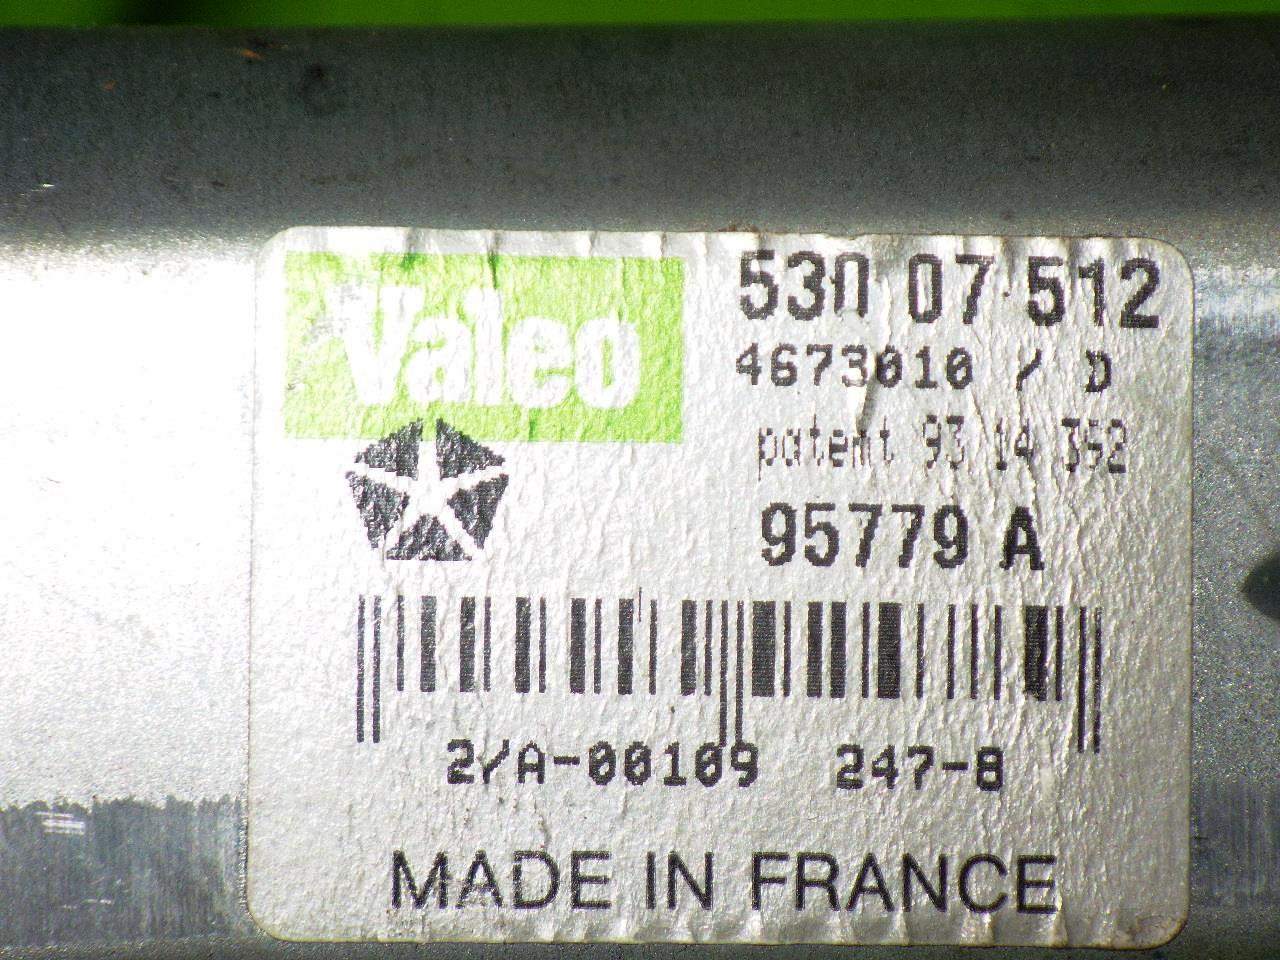 Valeo
530 07 512
4673010 / D
patent 93 14 392
95779 A
2/A-00109 247-8
MADE IN FRANCE